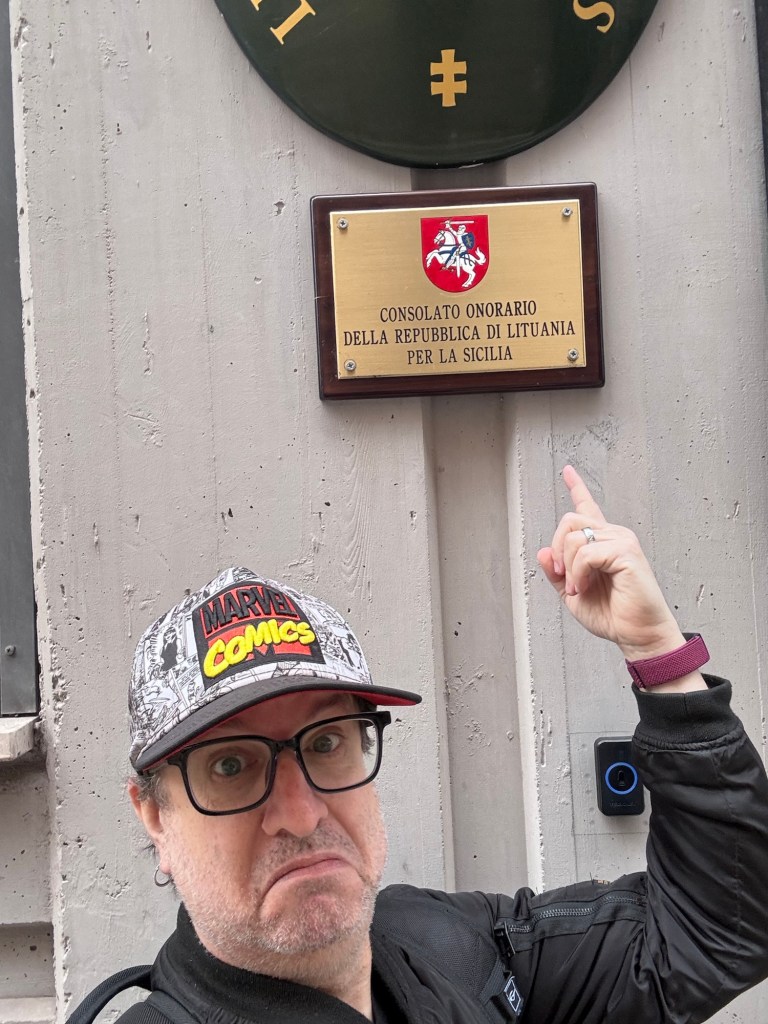 CONSOLATO ONORARIO
DELLA REPUBBLICA DI LITUANIA
PER LA SICILIA
MARVEL
COMICS